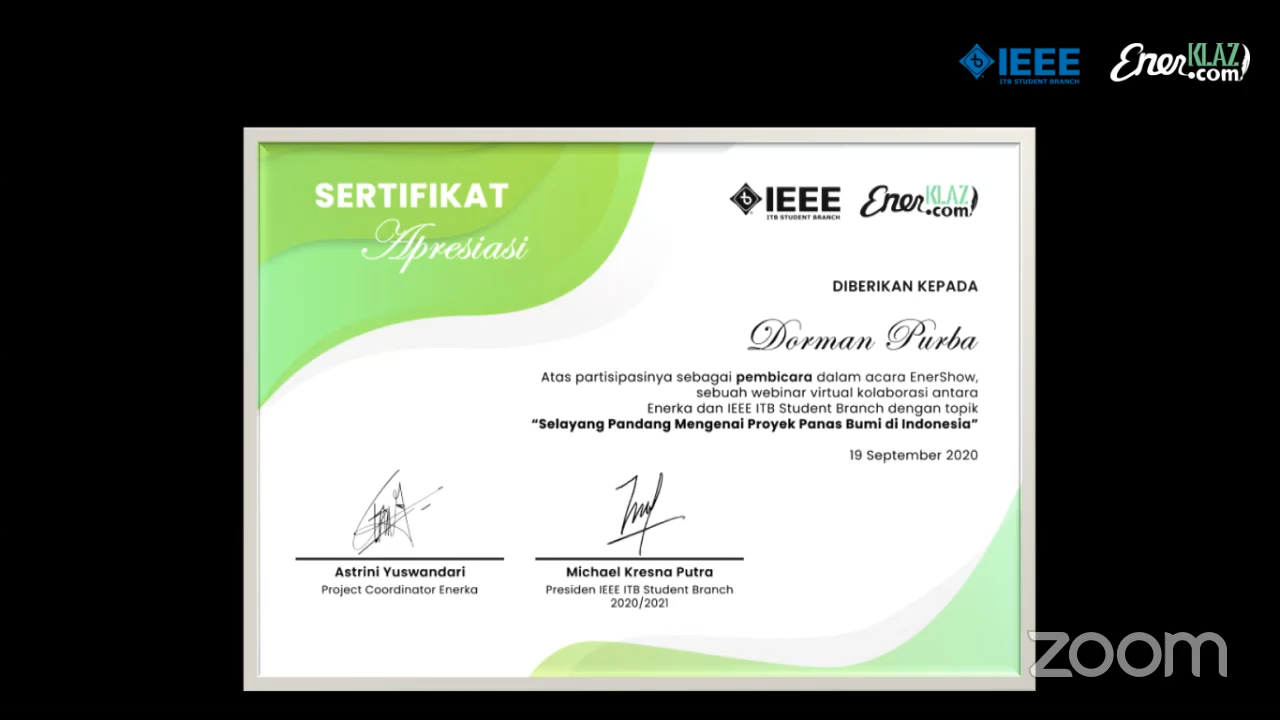 IEEE
ITB STUDENT BRANCH
EnerKLAZ
.com
SERTIFIKAT
Apresiasi
IEEE
ITB STUDENT BRANCH
EnerKLAZ
.com
DIBERIKAN KEPADA
Dorman Purba
Atas partisipasinya sebagai pembicara dalam acara EnerShow,
sebuah webinar virtual kolaborasi antara
Enerka dan IEEE ITB Student Branch dengan topik
“Selayang Pandang Mengenai Proyek Panas Bumi di Indonesia”
19 September 2020
Astrini Yuswandari
Project Coordinator Enerka
Michael Kresna Putra
Presiden IEEE ITB Student Branch
2020/2021
zoom